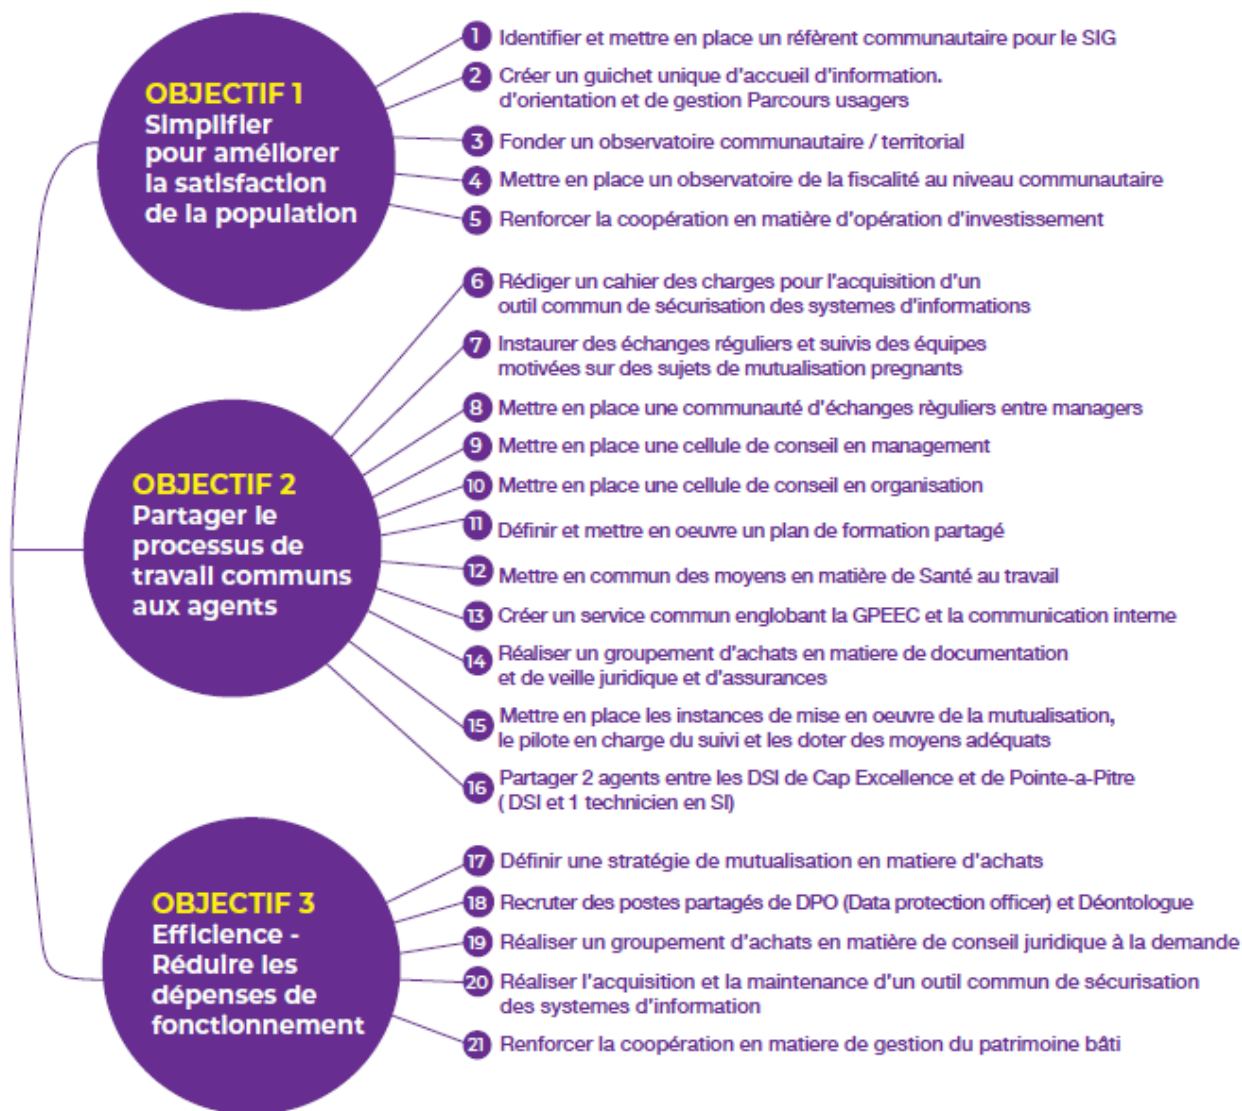 OBJECTIF 1
Simplifier
pour améliorer
la satisfaction
de la population
1 Identifier et mettre en place un réfèrent communautaire pour le SIG
2 Créer un guichet unique d'accueil d'information.
d'orientation et de gestion Parcours usagers
3 Fonder un observatoire communautaire / territorial
4 Mettre en place un observatoire de la fiscalité au niveau communautaire
5 Renforcer la coopération en matière d'opération d'investissement
OBJECTIF 2
Partager le
processus de
travail communs
aux agents
6 Rédiger un cahier des charges pour l'acquisition d'un
outil commun de sécurisation des systemes d'informations
7 Instaurer des échanges réguliers et suivis des équipes
motivées sur des sujets de mutualisation pregnants
8 Mettre en place une communauté d'échanges règuliers entre managers
9 Mettre en place une cellule de conseil en management
10 Mettre en place une cellule de conseil en organisation
11 Définir et mettre en oeuvre un plan de formation partagé
12 Mettre en commun des moyens en matière de Santé au travail
13 Créer un service commun englobant la GPEEC et la communication interne
14 Réaliser un groupement d'achats en matiere de documentation
et de veille juridique et d'assurances
15 Mettre en place les instances de mise en oeuvre de la mutualisation,
le pilote en charge du suivi et les doter des moyens adéquats
16 Partager 2 agents entre les DSI de Cap Excellence et de Pointe-a-Pitre
( DSI et 1 technicien en SI)
OBJECTIF 3
Efficience -
Réduire les
dépenses de
fonctionnement
17 Définir une stratégie de mutualisation en matiere d'achats
18 Recruter des postes partagés de DPO (Data protection officer) et Déontologue
19 Réaliser un groupement d'achats en matière de conseil juridique à la demande
20 Réaliser l'acquisition et la maintenance d'un outil commun de sécurisation
des systemes d'information
21 Renforcer la coopération en matiere de gestion du patrimoine bâti